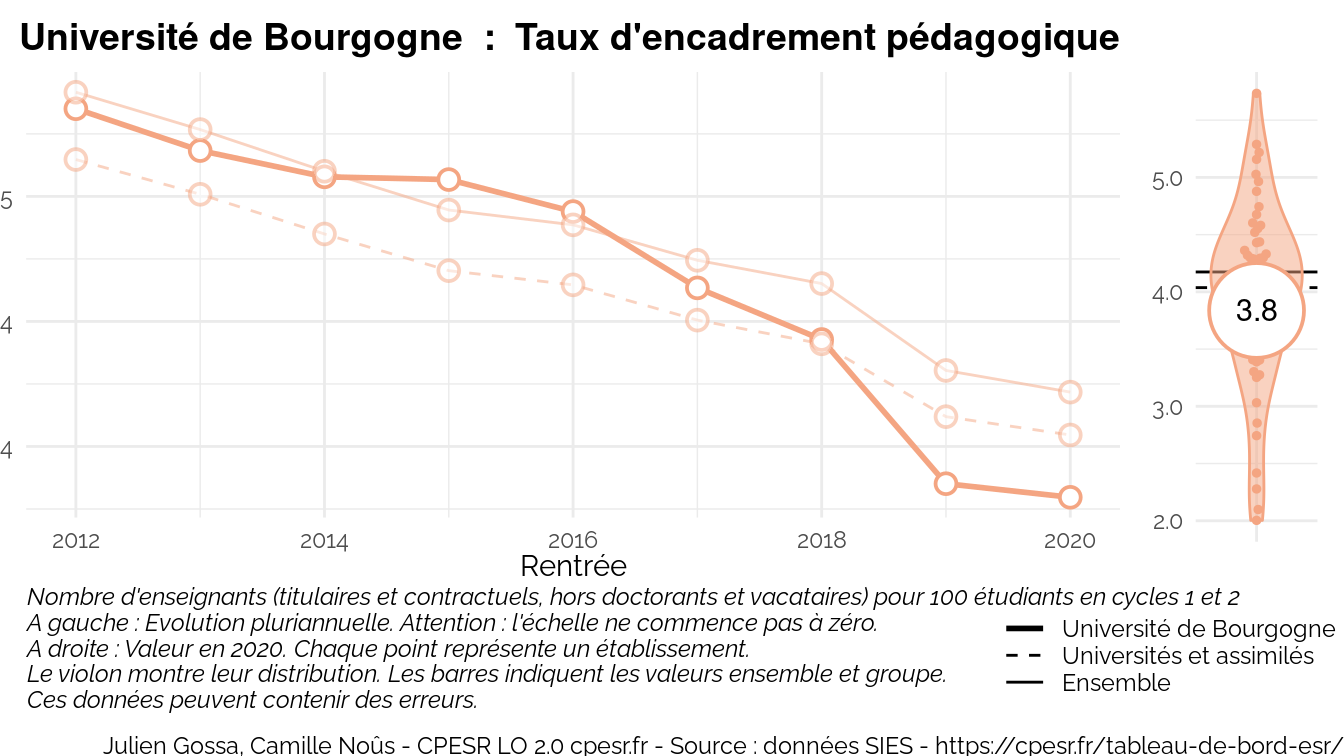 Université de Bourgogne : Taux d'encadrement pédagogique
5
4
4
2012 2014 2016 2018 2020
Rentrée
5.0
4.0
3.0
2.0
3.8
Nombre d'enseignants (titulaires et contractuels, hors doctorants et vacataires) pour 100 étudiants en cycles 1 et 2
A gauche : Evolution pluriannuelle. Attention : l'échelle ne commence pas à zéro.
A droite : Valeur en 2020. Chaque point représente un établissement.
Le violon montre leur distribution. Les barres indiquent les valeurs ensemble et groupe.
Ces données peuvent contenir des erreurs.
Université de Bourgogne
Universités et assimilés
Ensemble
Julien Gossa, Camille Noûs - CPESR LO 2.0 cpesr.fr - Source : données SIES - https://cpesr.fr/tableau-de-bord-esr/